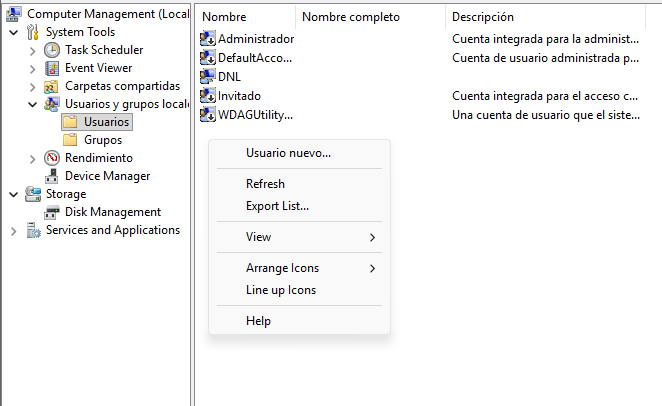 Computer Management (Local
System Tools
Task Scheduler
Event Viewer
Carpetas compartidas
Usuarios y grupos locale
Usuarios
Grupos
Rendimiento
Device Manager
Storage
Disk Management
Services and Applications
Nombre Nombre completo Descripción
Administrador Cuenta integrada para la administ...
DefaultAcco... Cuenta de usuario administrada p...
DNL
Invitado Cuenta integrada para el acceso c...
WDAGUtility... Una cuenta de usuario que el siste...
Usuario nuevo...
Refresh
Export List...
View
Arrange Icons
Line up Icons
Help